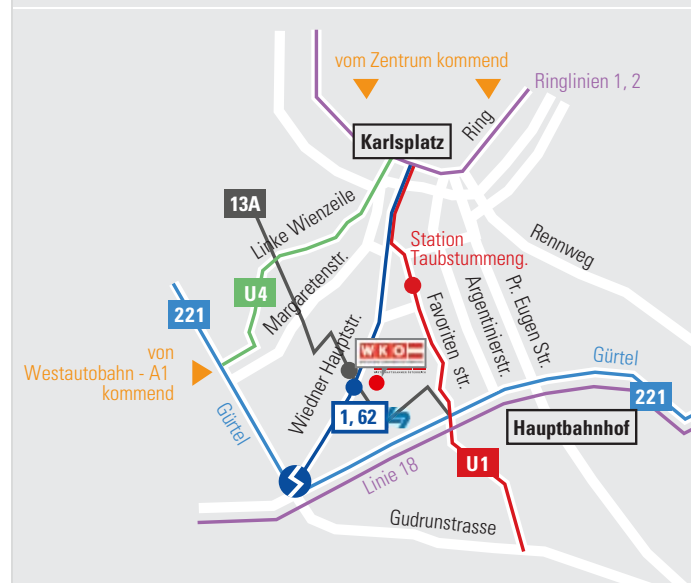 vom Zentrum kommend
Ringlinien 1, 2
Karlsplatz
Ring
13A
Linke Wienzeile
Station
Taubstummeng.
Rennweg
U4
Margaretenstr.
221
Favoriten str.
Argentinierstr.
Pr. Eugen Str.
von
Westautobahn - A1
kommend
Wiedner Hauptstr.
WKO
Gürtel
Gürtel
221
1, 62
Hauptbahnhof
Linie 18
U1
Gudrunstrasse